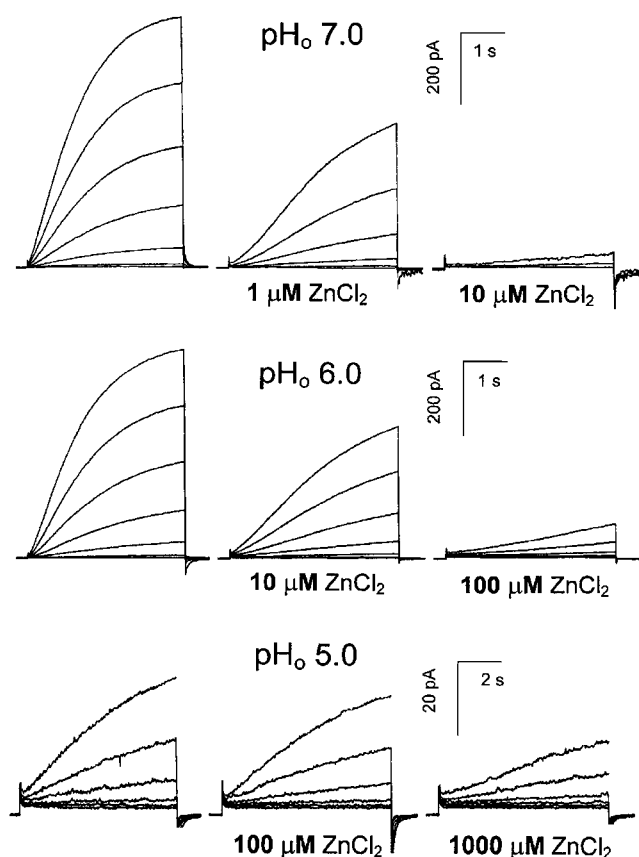 pHₒ 7.0
200 pA
1 s
1 μM ZnCl₂
10 μM ZnCl₂
pHₒ 6.0
200 pA
1 s
10 μM ZnCl₂
100 μM ZnCl₂
pHₒ 5.0
20 pA
2 s
100 μM ZnCl₂
1000 μM ZnCl₂